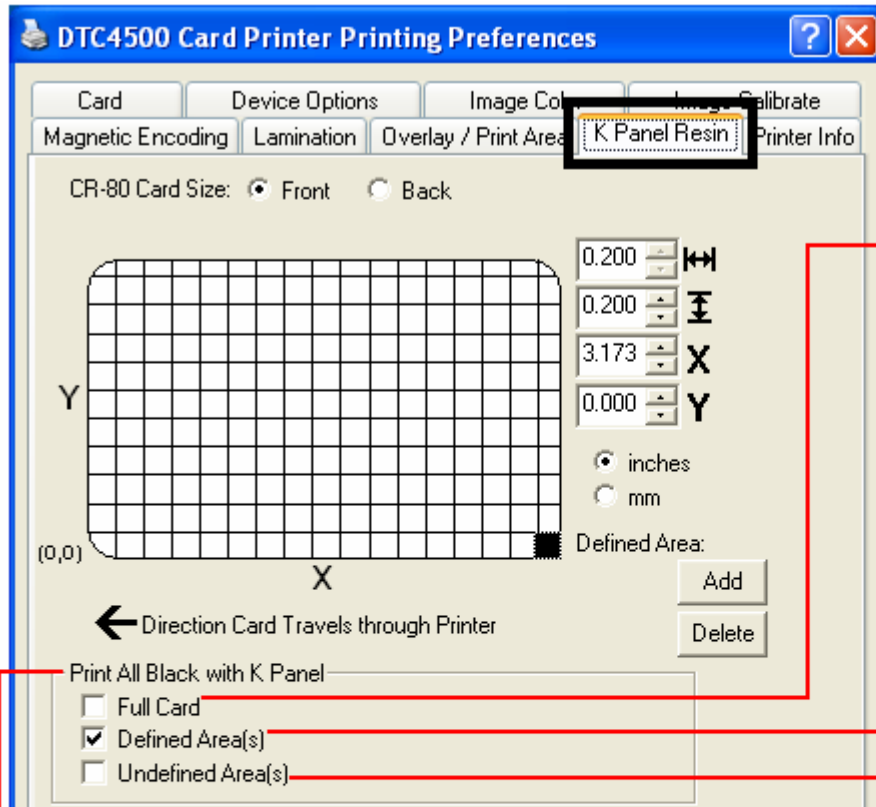 DTC4500 Card Printer Printing Preferences
Card Device Options Image Color Image Calibrate
Magnetic Encoding Lamination Overlay / Print Area K Panel Resin Printer Info
CR-80 Card Size: Front Back
0.200
0.200
3.173 X
Y 0.000 Y
inches
mm
(0,0) Defined Area:
X Add
Direction Card Travels through Printer Delete
Print All Black with K Panel
Full Card
Defined Area(s)
Undefined Area(s)